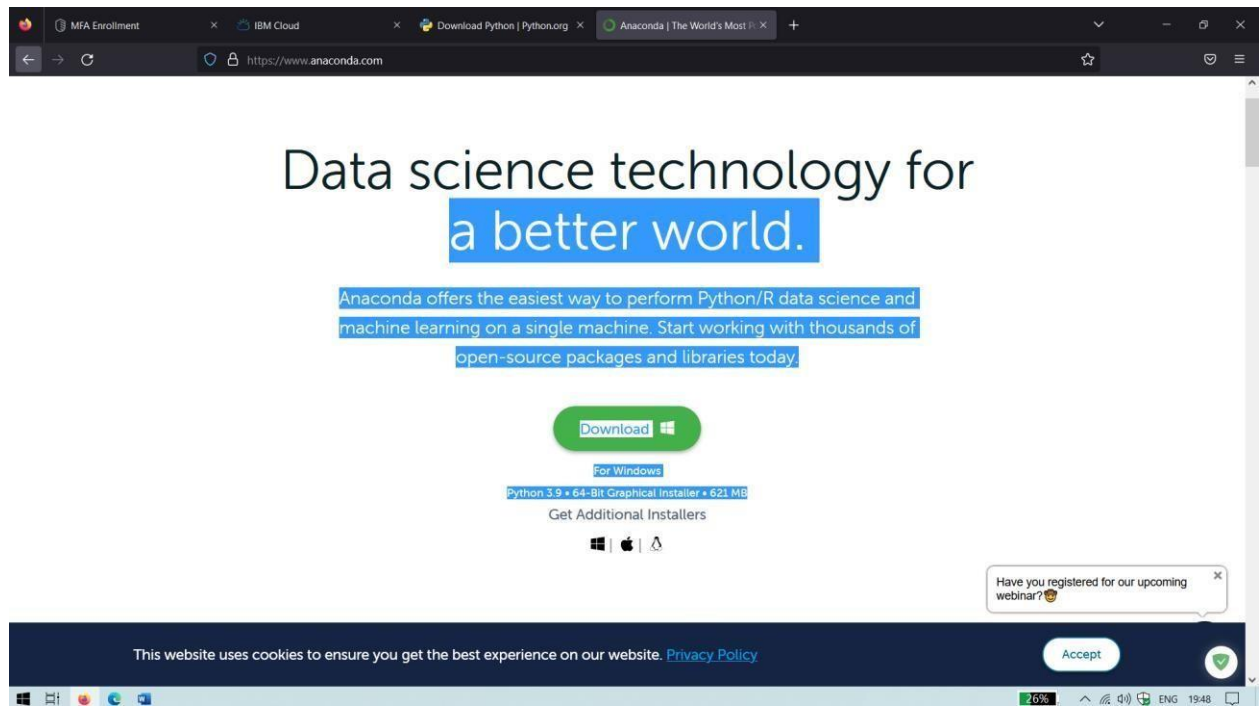 MFA Enrollment
IBM Cloud
Download Python | Python.org
Anaconda | The World's Most P
https://www.anaconda.com
Data science technology for
a better world.
Anaconda offers the easiest way to perform Python/R data science and
machine learning on a single machine. Start working with thousands of
open-source packages and libraries today.
Download
For Windows
Python 3.9 • 64-Bit Graphical Installer • 621 MB
Get Additional Installers
Have you registered for our upcoming
webinar?🤠
This website uses cookies to ensure you get the best experience on our website. Privacy Policy
Accept
26%
ENG
19:48